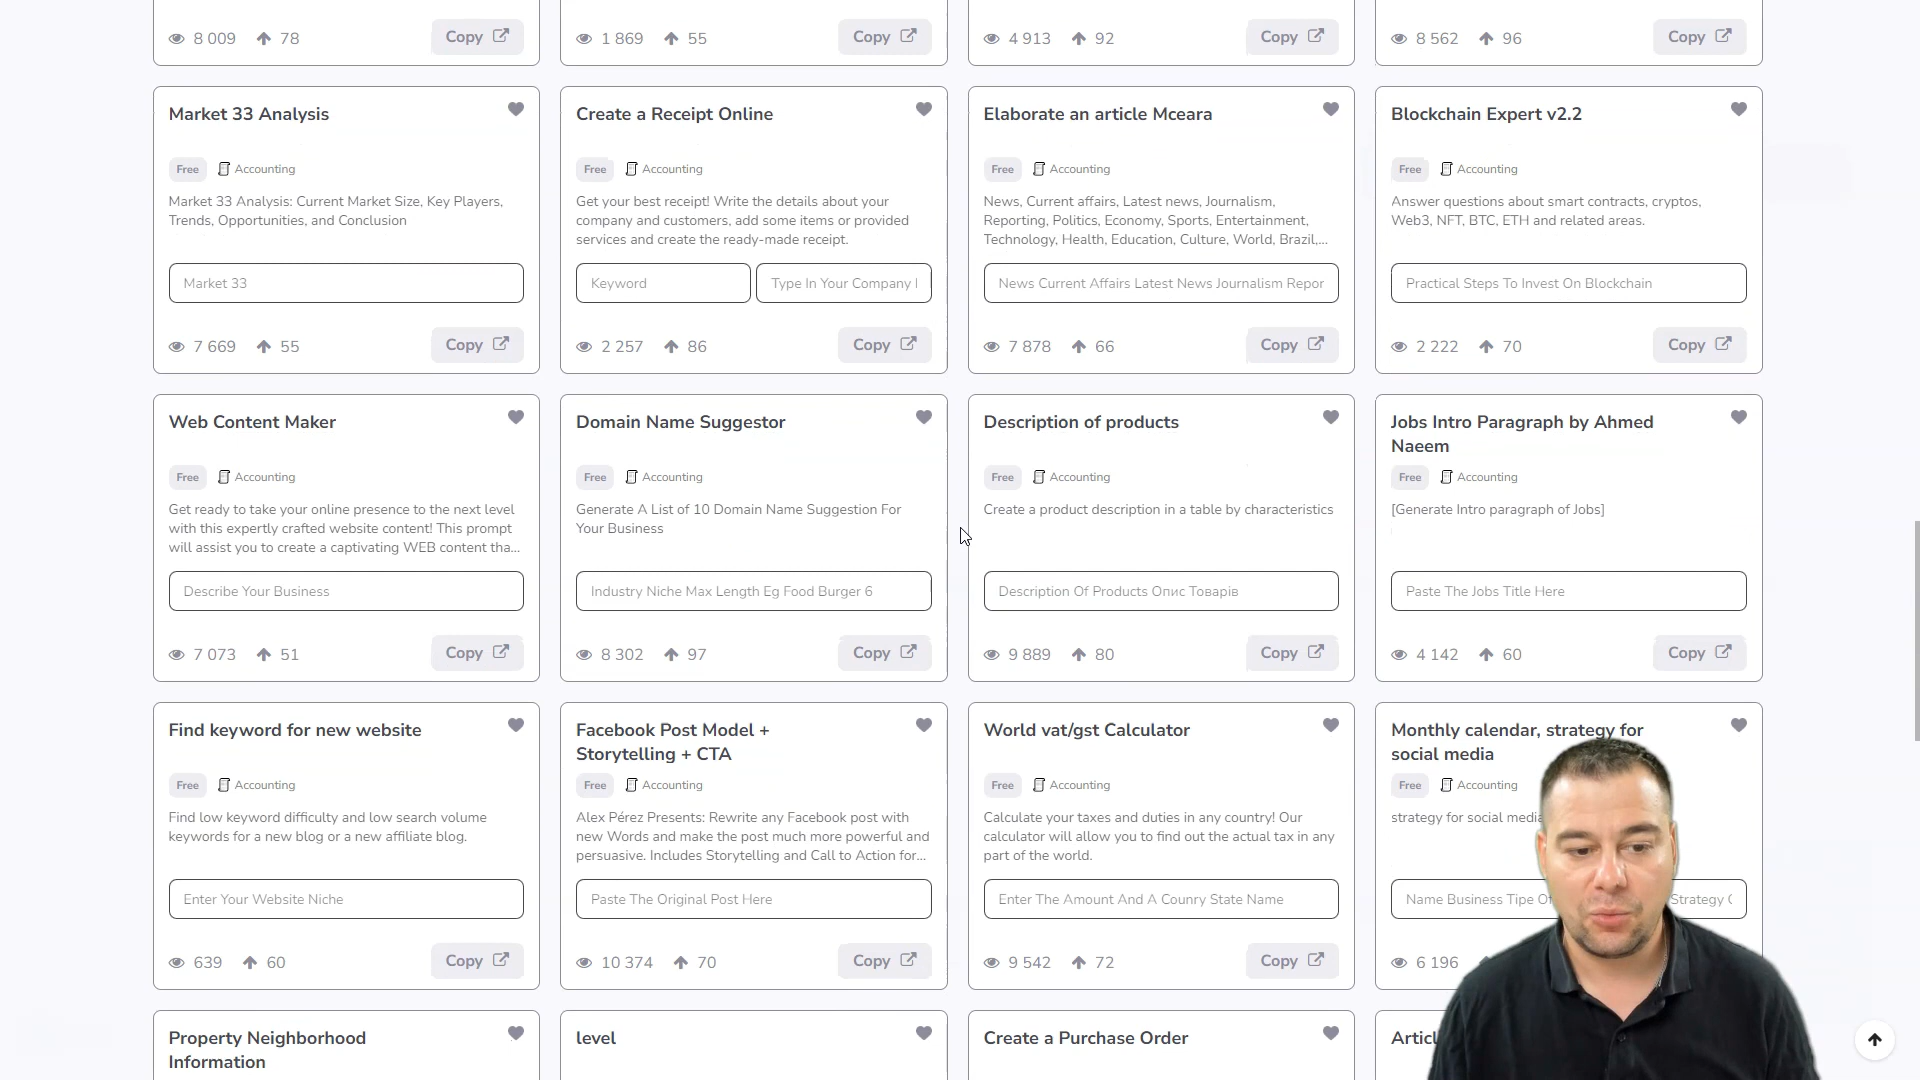 8 009 78 Copy
1 869 55 Copy
4 913 92 Copy
8 562 96 Copy
Market 33 Analysis
Free Accounting
Market 33 Analysis: Current Market Size, Key Players,
Trends, Opportunities, and Conclusion
Market 33
7 669 55 Copy
Create a Receipt Online
Free Accounting
Get your best receipt! Write the details about your
company and customers, add some items or provided
services and create the ready-made receipt.
Keyword Type In Your Company
2 257 86 Copy
Elaborate an article Mceara
Free Accounting
News, Current affairs, Latest news, Journalism,
Reporting, Politics, Economy, Sports, Entertainment,
Technology, Health, Education, Culture, World, Brazil,...
News Current Affairs Latest News Journalism Repor
7 878 66 Copy
Blockchain Expert v2.2
Free Accounting
Answer questions about smart contracts, cryptos,
Web3, NFT, BTC, ETH and related areas.
Practical Steps To Invest On Blockchain
2 222 70 Copy
Web Content Maker
Free Accounting
Get ready to take your online presence to the next level
with this expertly crafted website content! This prompt
will assist you to create a captivating WEB content tha...
Describe Your Business
7 073 51 Copy
Domain Name Suggestor
Free Accounting
Generate A List of 10 Domain Name Suggestion For
Your Business
Industry Niche Max Length Eg Food Burger 6
8 302 97 Copy
Description of products
Free Accounting
Create a product description in a table by characteristics
Description Of Products Опис Товарів
9 889 80 Copy
Jobs Intro Paragraph by Ahmed
Naeem
Free Accounting
[Generate Intro paragraph of Jobs]
Paste The Jobs Title Here
4 142 60 Copy
Find keyword for new website
Free Accounting
Find low keyword difficulty and low search volume
keywords for a new blog or a new affiliate blog.
Enter Your Website Niche
639 60 Copy
Facebook Post Model +
Storytelling + CTA
Free Accounting
Alex Pérez Presents: Rewrite any Facebook post with
new Words and make the post much more powerful and
persuasive. Includes Storytelling and Call to Action for...
Paste The Original Post Here
10 374 70 Copy
World vat/gst Calculator
Free Accounting
Calculate your taxes and duties in any country! Our
calculator will allow you to find out the actual tax in any
part of the world.
Enter The Amount And A Counry State Name
9 542 72 Copy
Monthly calendar, strategy for
social media
Free Accounting
strategy for social media
Name Business Tipe Strategy
6 196
Property Neighborhood
Information
level
Create a Purchase Order